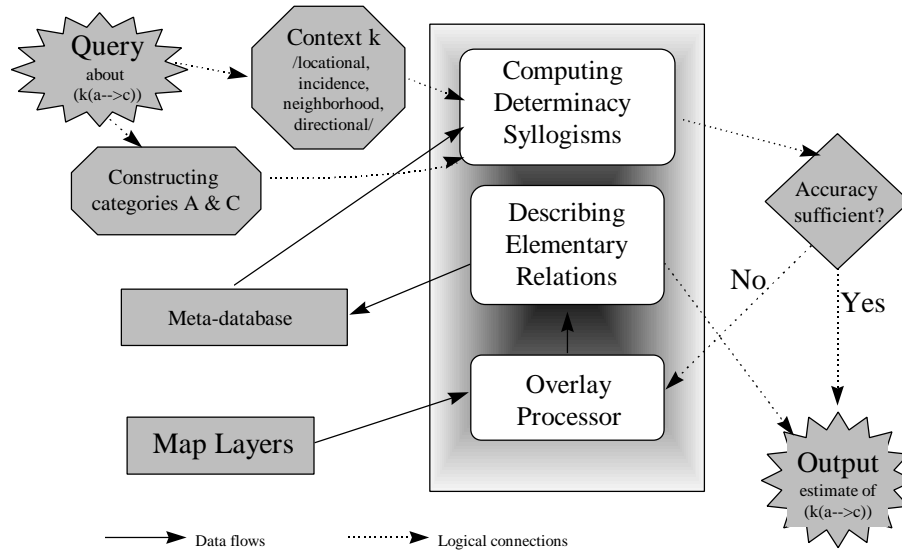 Query
about
(k(a-->c))
Context k
/locational,
incidence,
neighborhood,
directional/
Computing
Determinacy
Syllogisms
Constructing
categories A & C
Accuracy
sufficient?
Describing
Elementary
Relations
No
Yes
Meta-database
Overlay
Processor
Map Layers
Output
estimate of
(k(a-->c))
Data flows
Logical connections